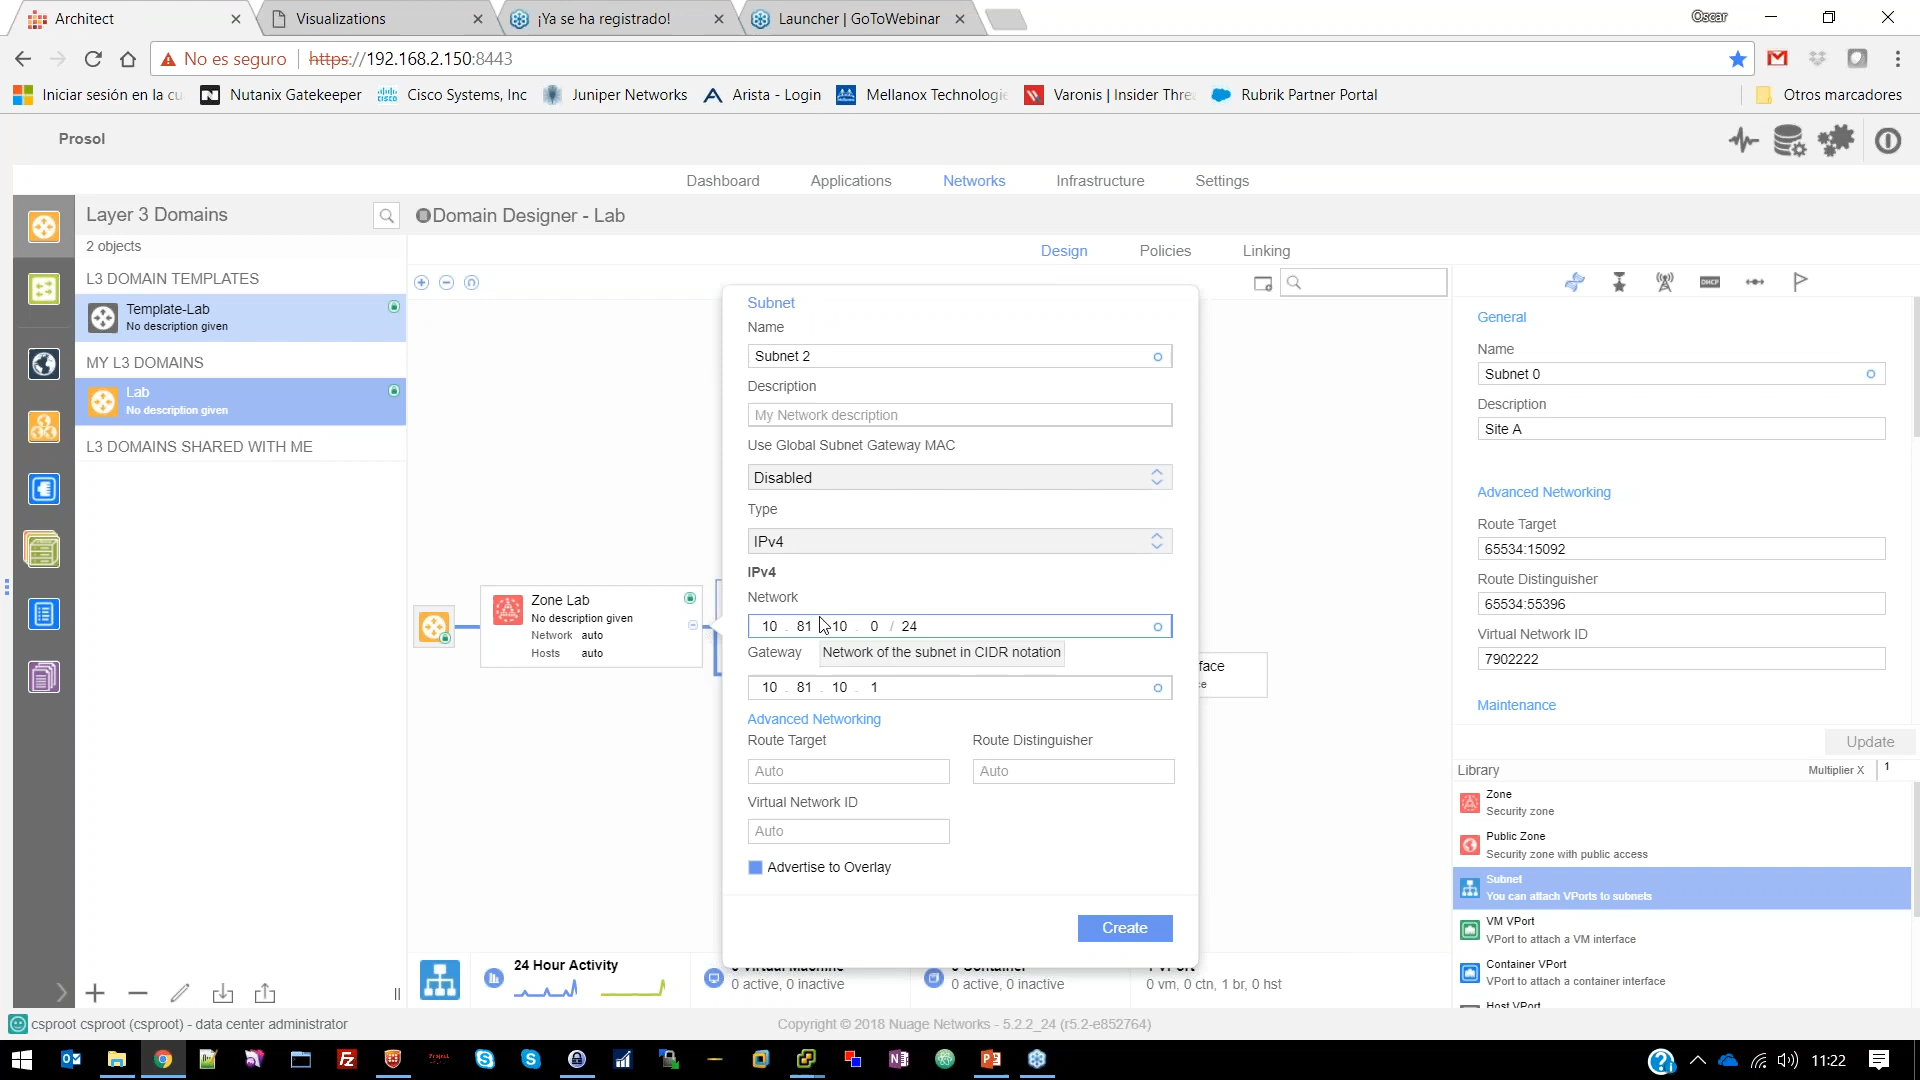 Architect
Visualizations
¡Ya se ha registrado!
Launcher | GoToWebinar
Oscar
No es seguro
https://192.168.2.150:8443
Iniciar sesión en la cu
Nutanix Gatekeeper
Cisco Systems, Inc
Juniper Networks
Arista - Login
Mellanox Technologie
Varonis | Insider Thre
Rubrik Partner Portal
Otros marcadores
Prosol
Dashboard
Applications
Networks
Infrastructure
Settings
Layer 3 Domains
2 objects
L3 DOMAIN TEMPLATES
Template-Lab
No description given
MY L3 DOMAINS
Lab
No description given
L3 DOMAINS SHARED WITH ME
Domain Designer - Lab
Design
Policies
Linking
Zone Lab
No description given
Network auto
Hosts auto
Subnet
Name
Subnet 2
Description
My Network description
Use Global Subnet Gateway MAC
Disabled
Type
IPv4
IPv4
Network
10 . 81 10 . 0 / 24
Gateway
Network of the subnet in CIDR notation
10 . 81 . 10 . 1
Advanced Networking
Route Target
Route Distinguisher
Auto
Auto
Virtual Network ID
Auto
Advertise to Overlay
Create
face
General
Name
Subnet 0
Description
Site A
Advanced Networking
Route Target
65534:15092
Route Distinguisher
65534:55396
Virtual Network ID
7902222
Maintenance
Update
Library
Multiplier X
1
Zone
Security zone
Public Zone
Security zone with public access
Subnet
You can attach VPorts to subnets
VM VPort
VPort to attach a VM interface
Container VPort
VPort to attach a container interface
Host VPort
24 Hour Activity
0 Virtual Machine
0 active, 0 inactive
0 Container
0 active, 0 inactive
1 VPort
0 vm, 0 ctn, 1 br, 0 hst
csproot csproot (csproot) - data center administrator
Copyright © 2018 Nuage Networks - 5.2.2_24 (r5.2-e852764)
11:22